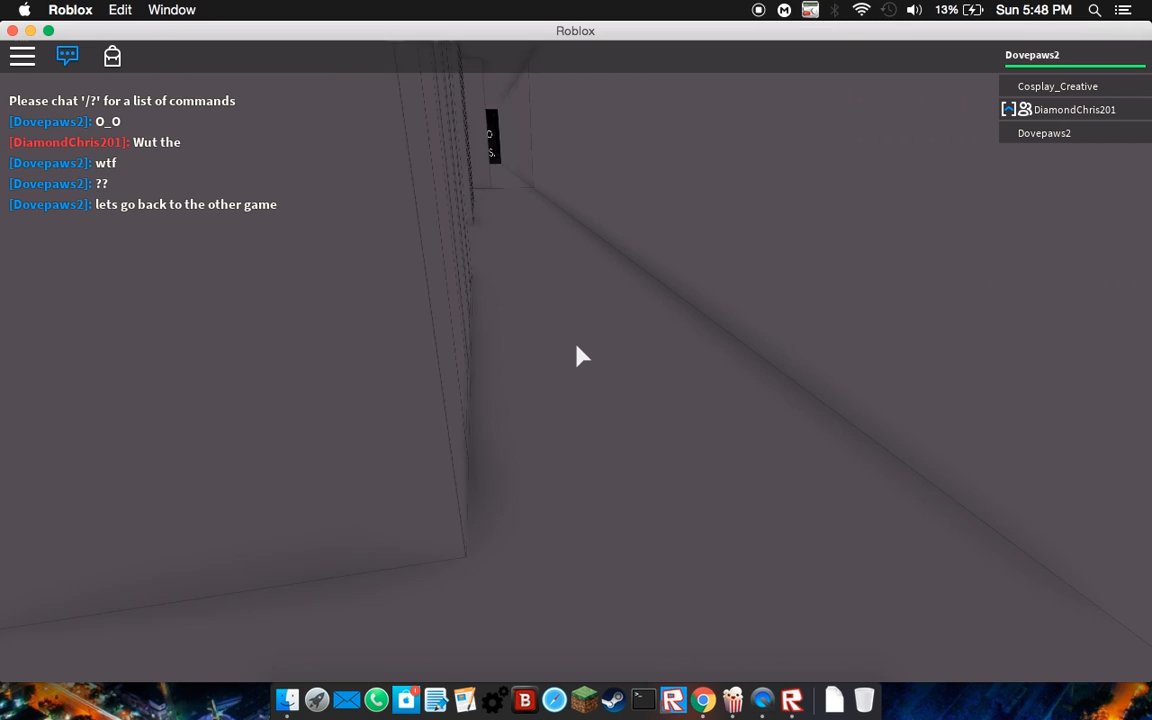 Roblox Edit Window 13% Sun 5:48 PM
Roblox
Dovepaws2
Cosplay_Creative
DiamondChris201
Dovepaws2
Please chat '/?' for a list of commands
[Dovepaws2]: O_O
[DiamondChris201]: Wut the
[Dovepaws2]: wtf
[Dovepaws2]: ??
[Dovepaws2]: lets go back to the other game